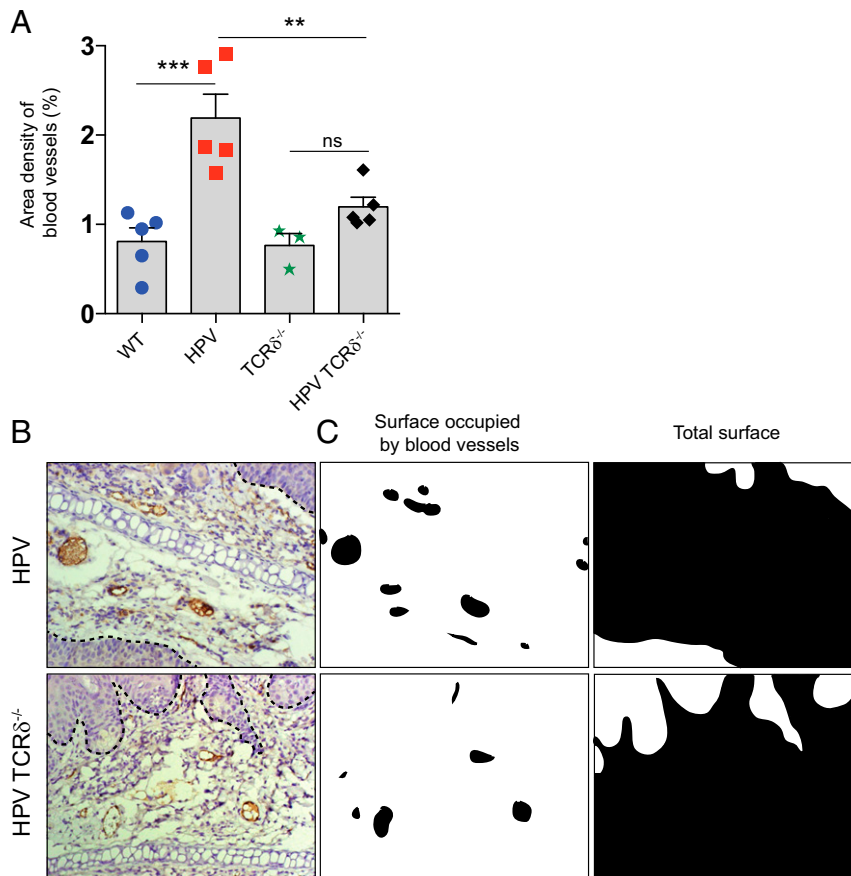 A
Area density of
blood vessels (%)
3
2
1
0
***
**
ns
WT
HPV
TCRδ-/-
HPV TCRδ-/-
B
C
Surface occupied
by blood vessels
Total surface
HPV
HPV TCRδ-/-